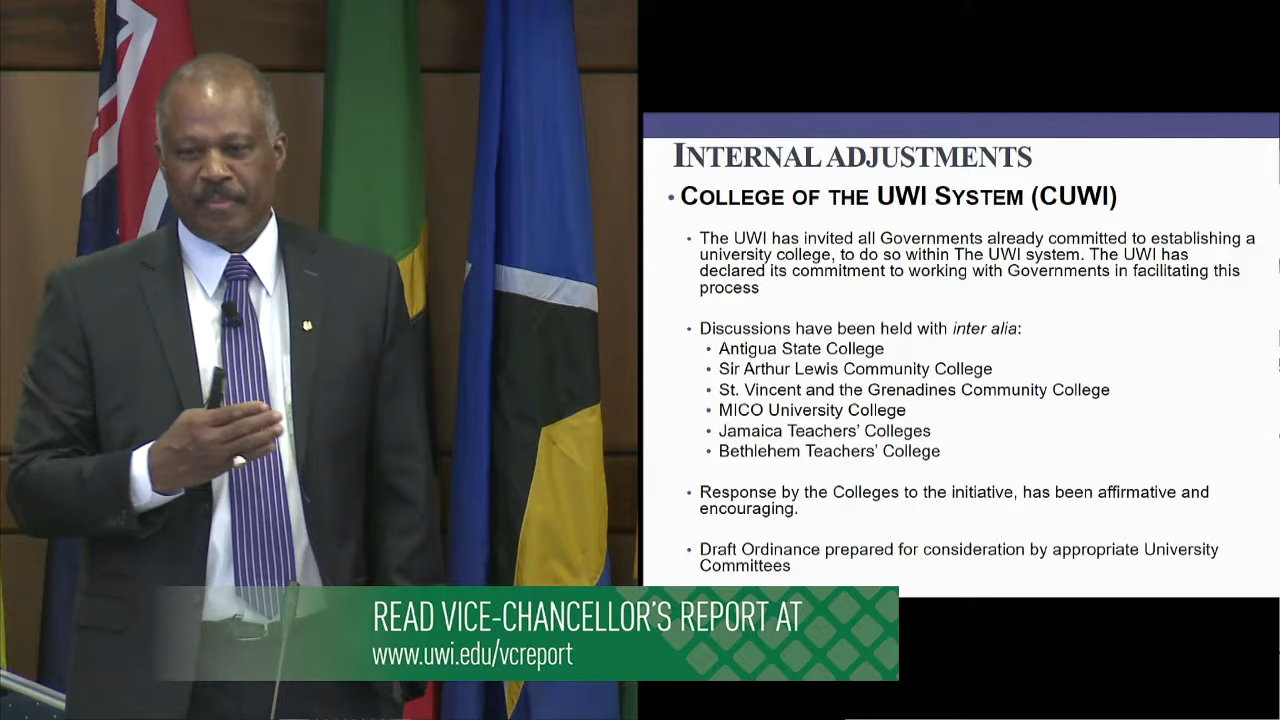 INTERNAL ADJUSTMENTS
• COLLEGE OF THE UWI SYSTEM (CUWI)
• The UWI has invited all Governments already committed to establishing a
university college, to do so within The UWI system. The UWI has
declared its commitment to working with Governments in facilitating this
process
• Discussions have been held with inter alia:
• Antigua State College
• Sir Arthur Lewis Community College
• St. Vincent and the Grenadines Community College
• MICO University College
• Jamaica Teachers' Colleges
• Bethlehem Teachers' College
• Response by the Colleges to the initiative, has been affirmative and
encouraging.
• Draft Ordinance prepared for consideration by appropriate University
Committees
READ VICE-CHANCELLOR'S REPORT AT
www.uwi.edu/vcreport